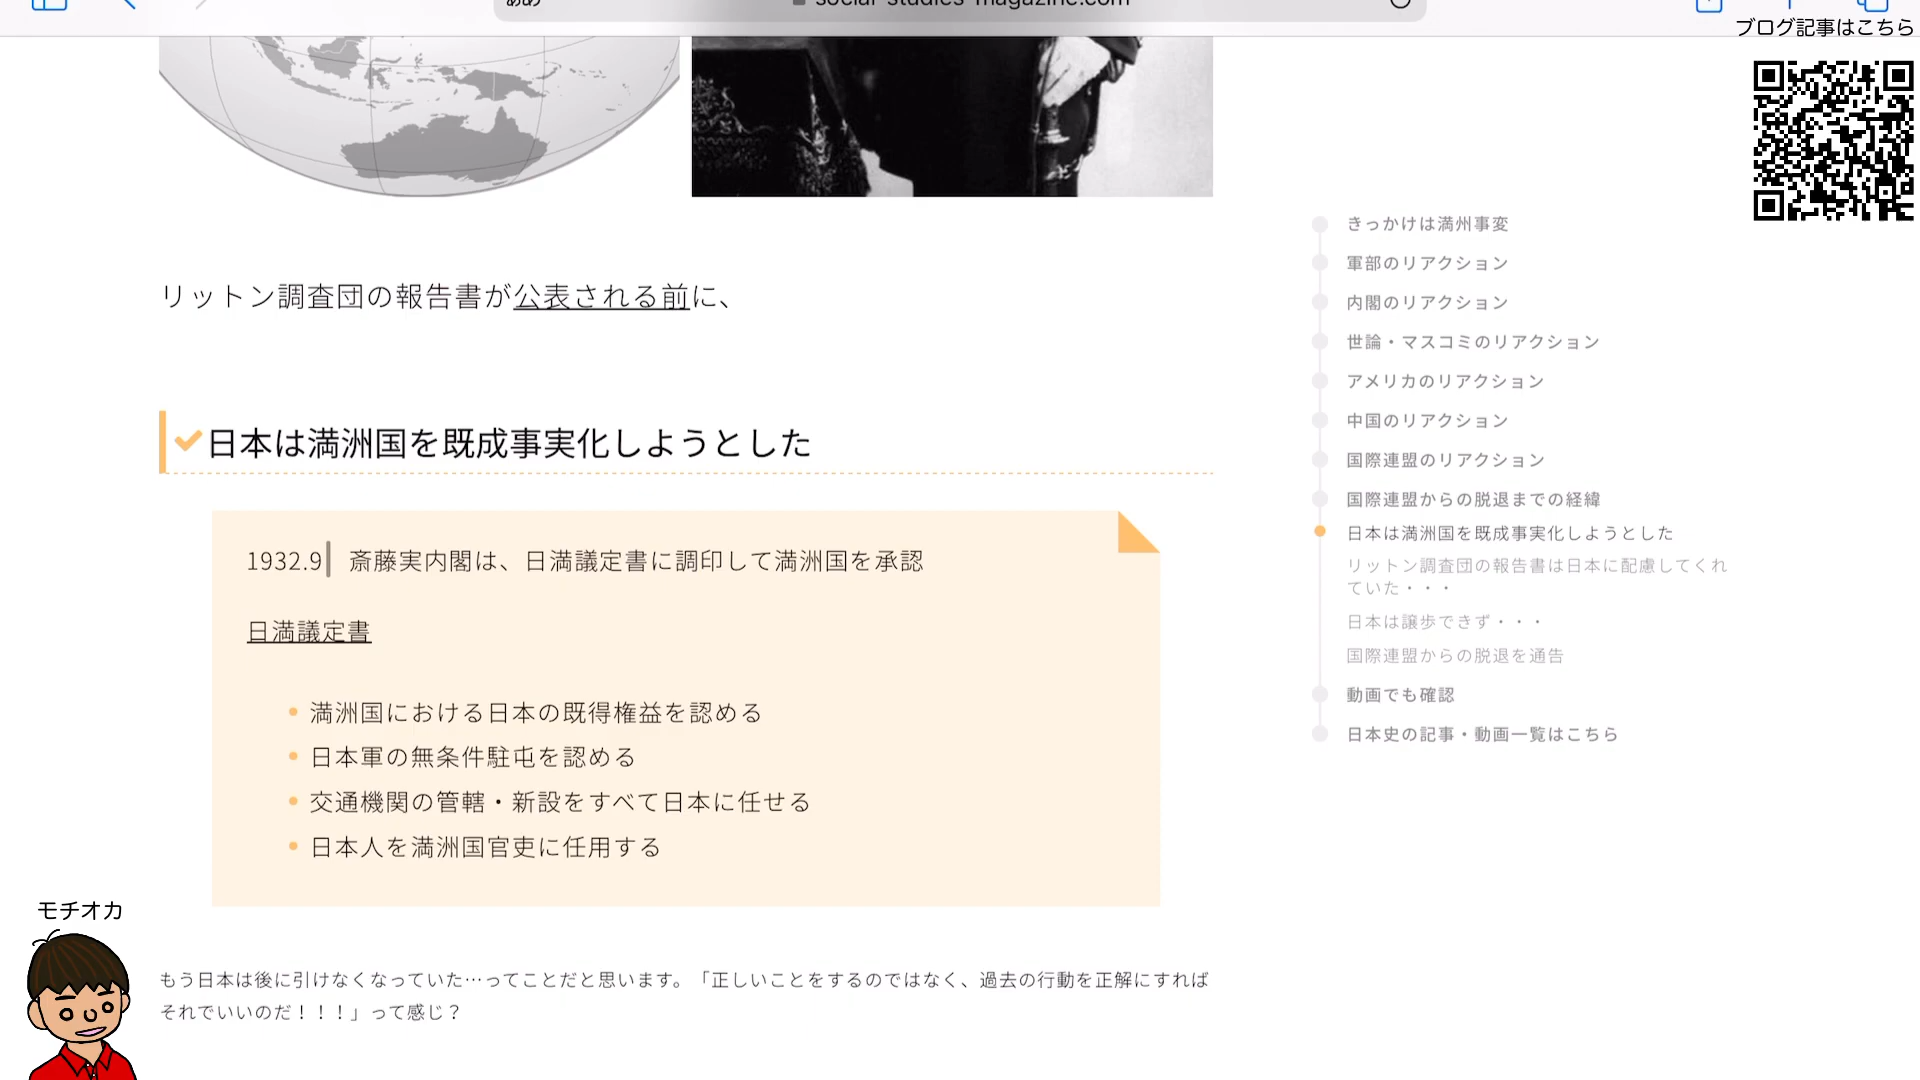 ああ
social-studies-magazine.com
ブログ記事はこちら
リットン調査団の報告書が公表される前に、
日本は満洲国を既成事実化しようとした
1932.9 斎藤実内閣は、日満議定書に調印して満洲国を承認
日満議定書
満洲国における日本の既得権益を認める
日本軍の無条件駐屯を認める
交通機関の管轄・新設をすべて日本に任せる
日本人を満洲国官吏に任用する
もう日本は後に引けなくなっていた…ってことだと思います。「正しいことをするのではなく、過去の行動を正解にすれば
それでいいのだ！！！」って感じ？
モチオカ
きっかけは満州事変
軍部のリアクション
内閣のリアクション
世論・マスコミのリアクション
アメリカのリアクション
中国のリアクション
国際連盟のリアクション
国際連盟からの脱退までの経緯
日本は満洲国を既成事実化しようとした
リットン調査団の報告書は日本に配慮してくれ
ていた・・・
日本は譲歩できず・・・
国際連盟からの脱退を通告
動画でも確認
日本史の記事・動画一覧はこちら